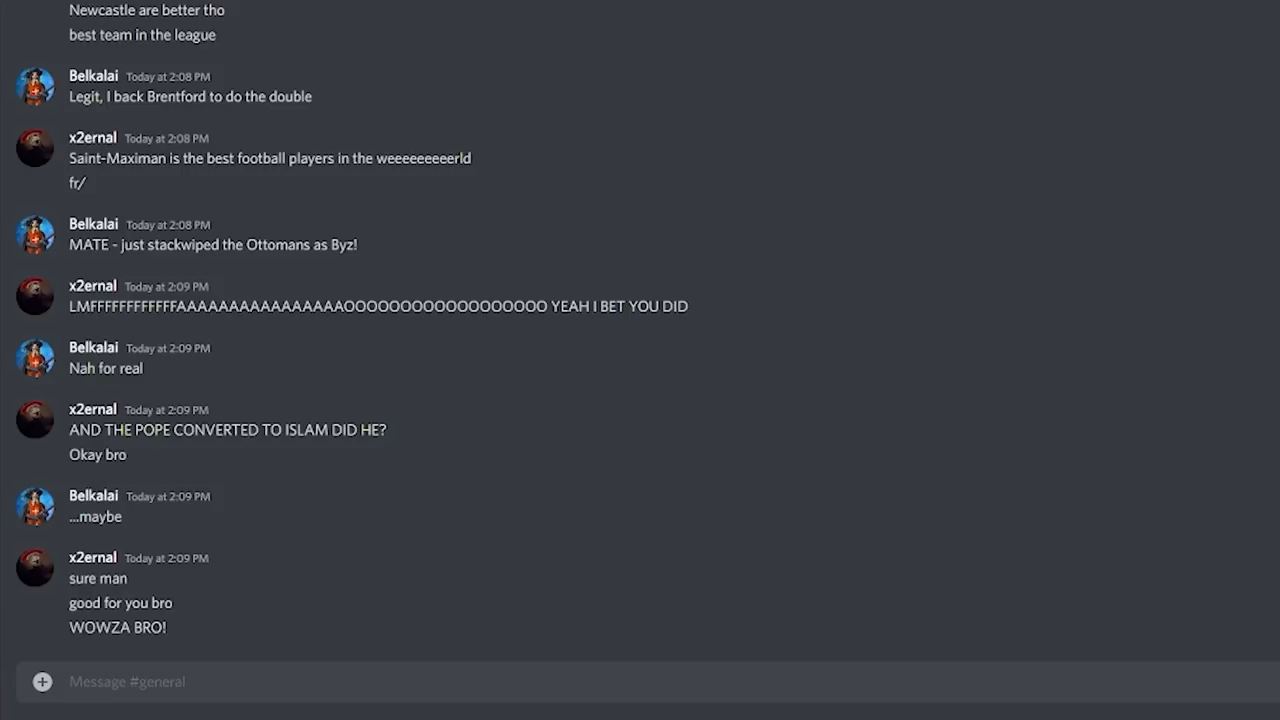 Newcastle are better tho
best team in the league
Belkalai Today at 2:08 PM
Legit, I back Brentford to do the double
x2ernal Today at 2:08 PM
Saint-Maximan is the best football players in the weeeeeeeeerld
fr/
Belkalai Today at 2:08 PM
MATE - just stackwiped the Ottomans as Byz!
x2ernal Today at 2:09 PM
LMFFFFFFFFFFFFAAAAAAAAAAAAAAAAOOOOOOOOOOOOOOOOOO YEAH I BET YOU DID
Belkalai Today at 2:09 PM
Nah for real
x2ernal Today at 2:09 PM
AND THE POPE CONVERTED TO ISLAM DID HE?
Okay bro
Belkalai Today at 2:09 PM
...maybe
x2ernal Today at 2:09 PM
sure man
good for you bro
WOWZA BRO!
Message #general